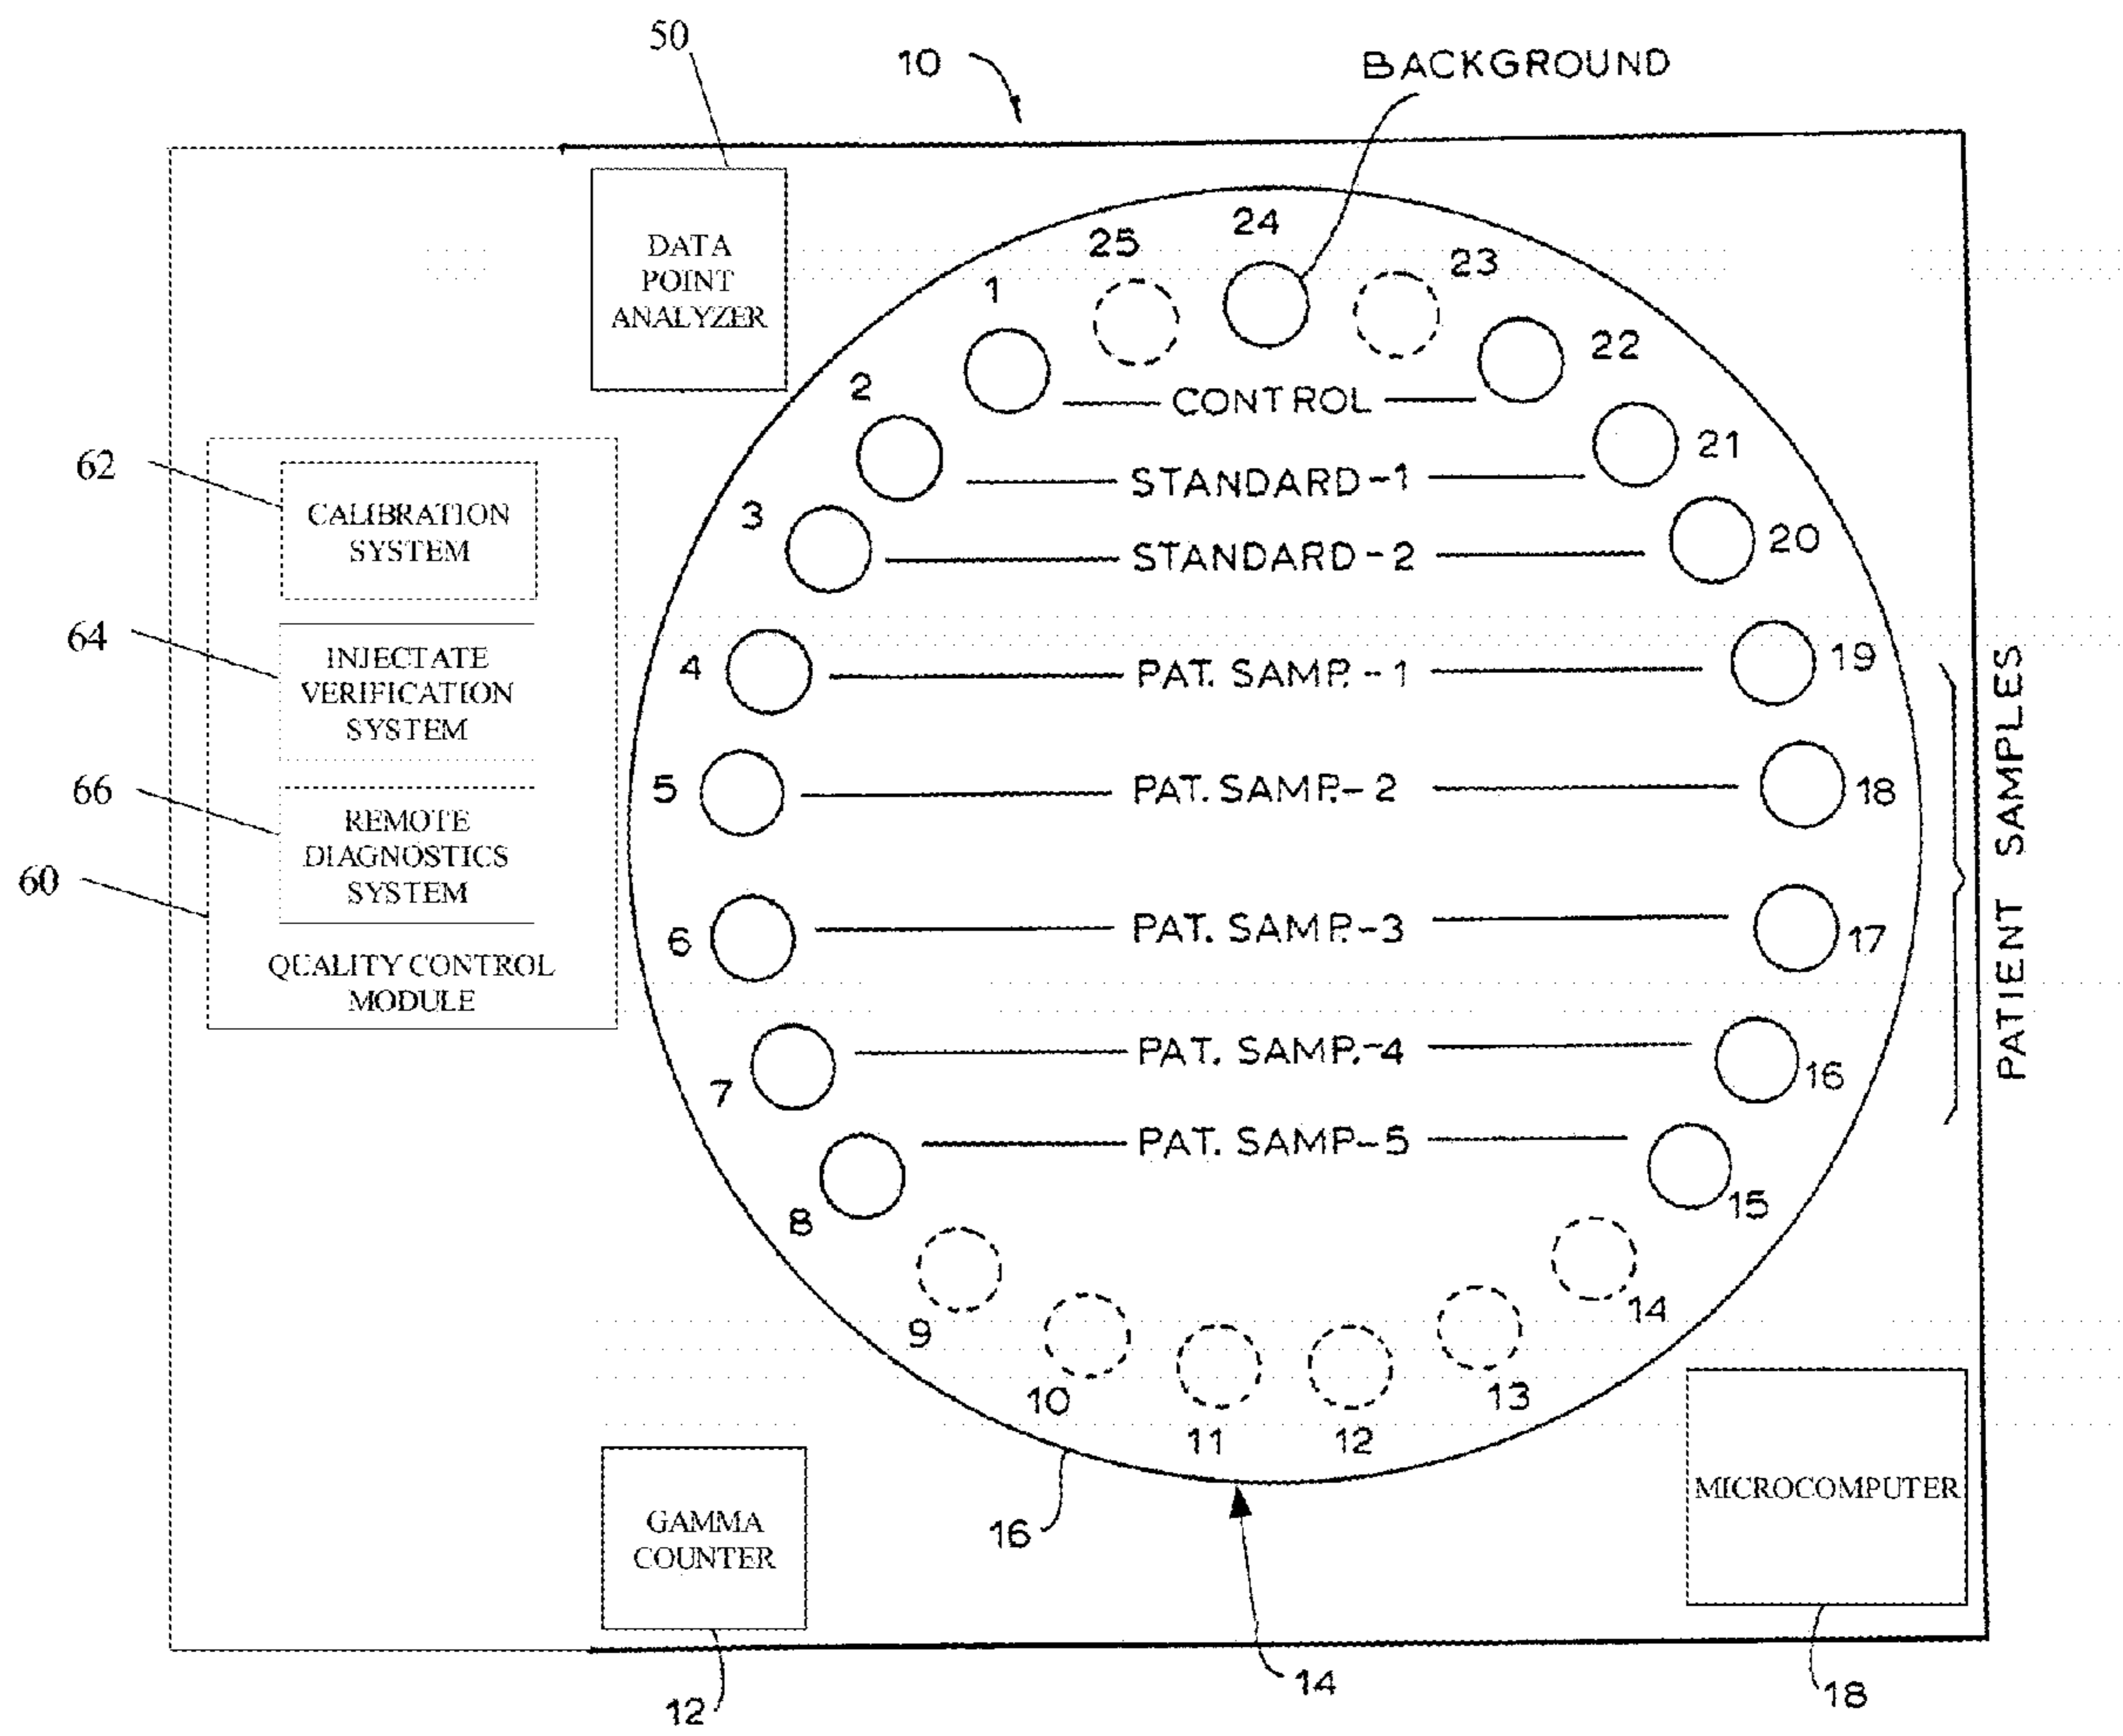 50
10
BACKGROUND
DATA
POINT
ANALYZER
24
25
23
1
22
2
CONTROL
21
62
CALIBRATION
SYSTEM
STANDARD-1
3
STANDARD-2
20
64
INJECTATE
VERIFICATION
SYSTEM
4
PAT. SAMP.-1
19
66
REMOTE
DIAGNOSTICS
SYSTEM
5
PAT. SAMP.-2
18
60
QUALITY CONTROL
MODULE
6
PAT. SAMP.-3
17
PATIENT SAMPLES
7
PAT. SAMP.-4
16
8
PAT. SAMP-5
15
9
14
10
13
11
12
GAMMA
COUNTER
16
MICROCOMPUTER
12
14
18